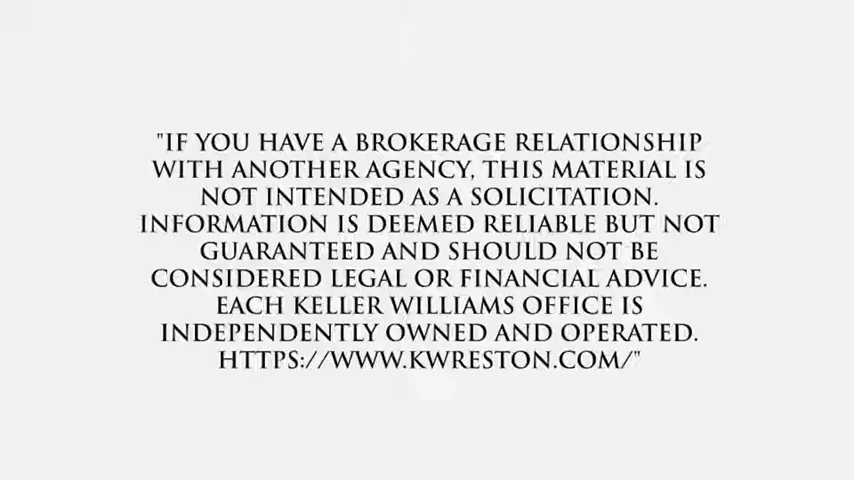 "IF YOU HAVE A BROKERAGE RELATIONSHIP
WITH ANOTHER AGENCY, THIS MATERIAL IS
NOT INTENDED AS A SOLICITATION.
INFORMATION IS DEEMED RELIABLE BUT NOT
GUARANTEED AND SHOULD NOT BE
CONSIDERED LEGAL OR FINANCIAL ADVICE.
EACH KELLER WILLIAMS OFFICE IS
INDEPENDENTLY OWNED AND OPERATED.
HTTPS://WWW.KWRESTON.COM/"